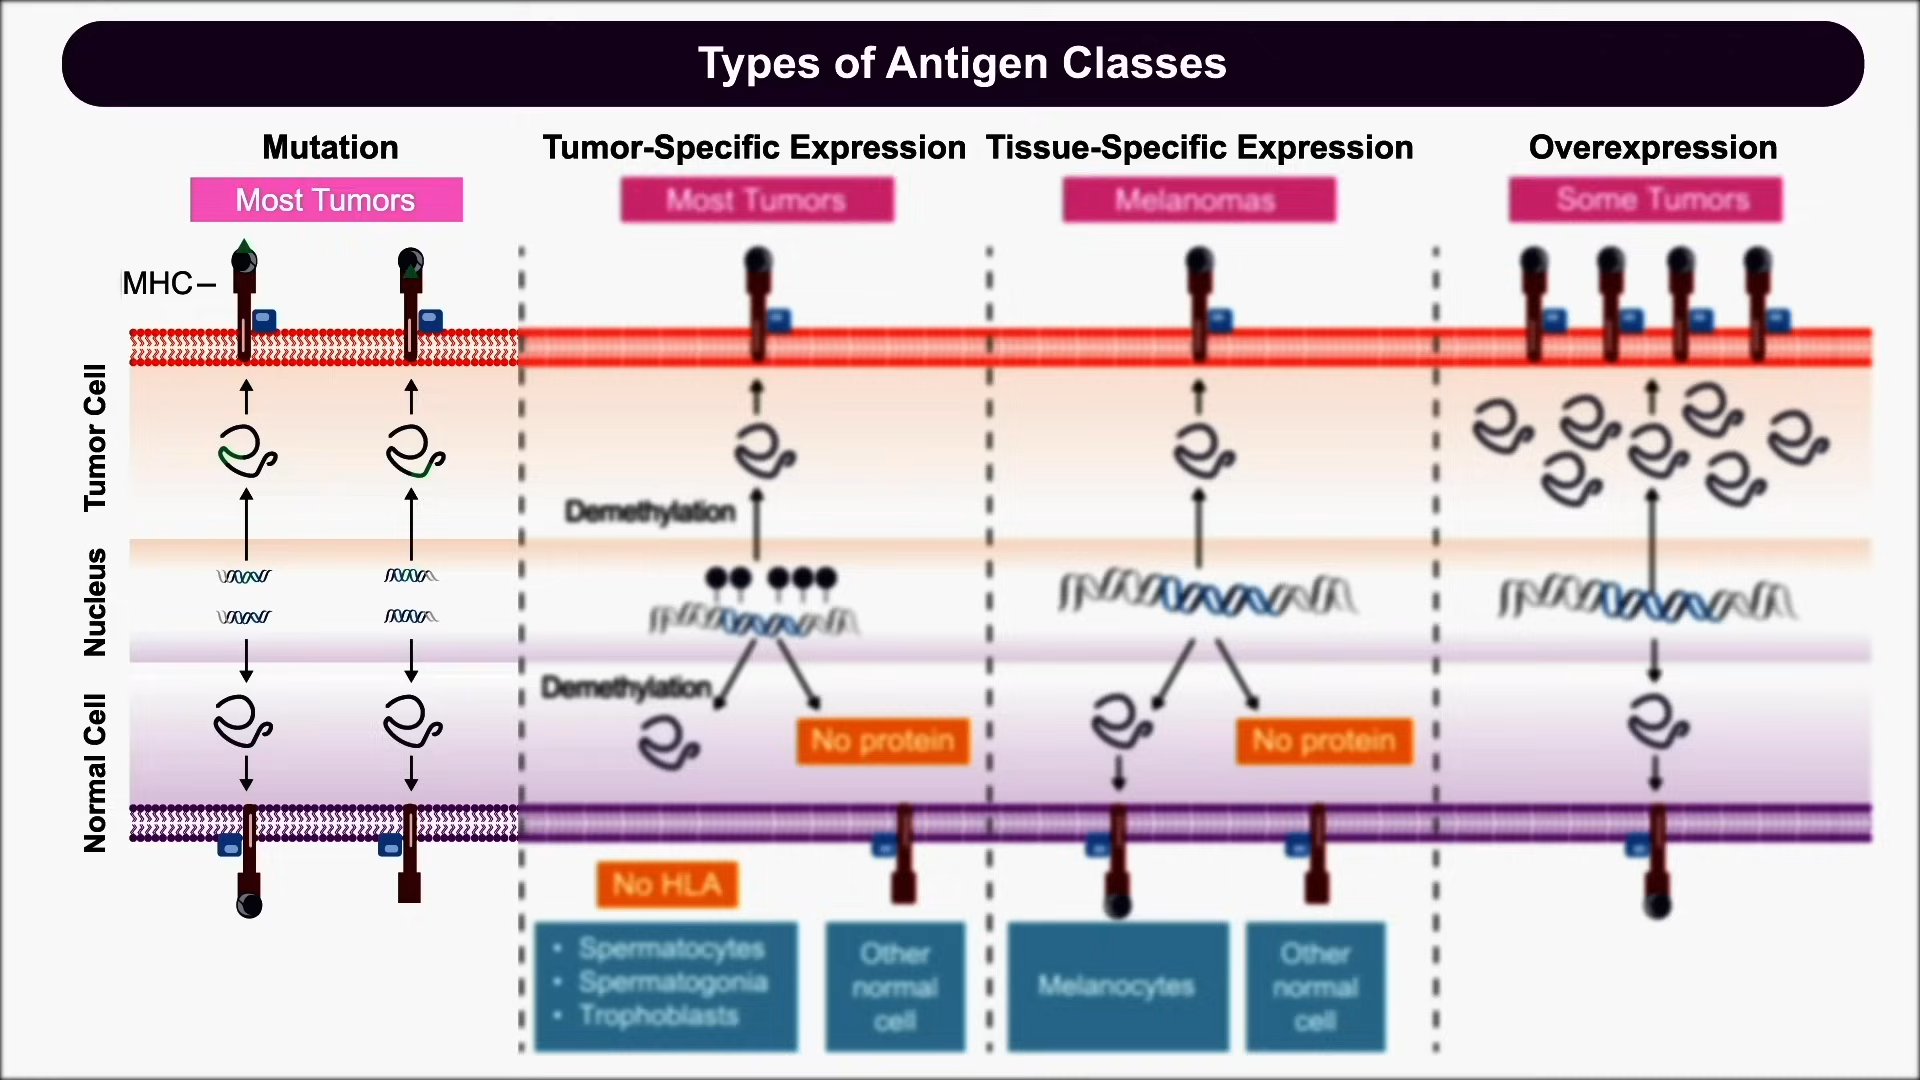 Types of Antigen Classes
Mutation
Tumor-Specific Expression
Tissue-Specific Expression
Overexpression
Most Tumors
Most Tumors
Melanomas
Some Tumors
MHC
Tumor Cell
Nucleus
Normal Cell
Demethylation
Demethylation
No protein
No protein
No HLA
• Spermatocytes
• Spermatogonia
• Trophoblasts
Other
normal
cell
Melanocytes
Other
normal
cell